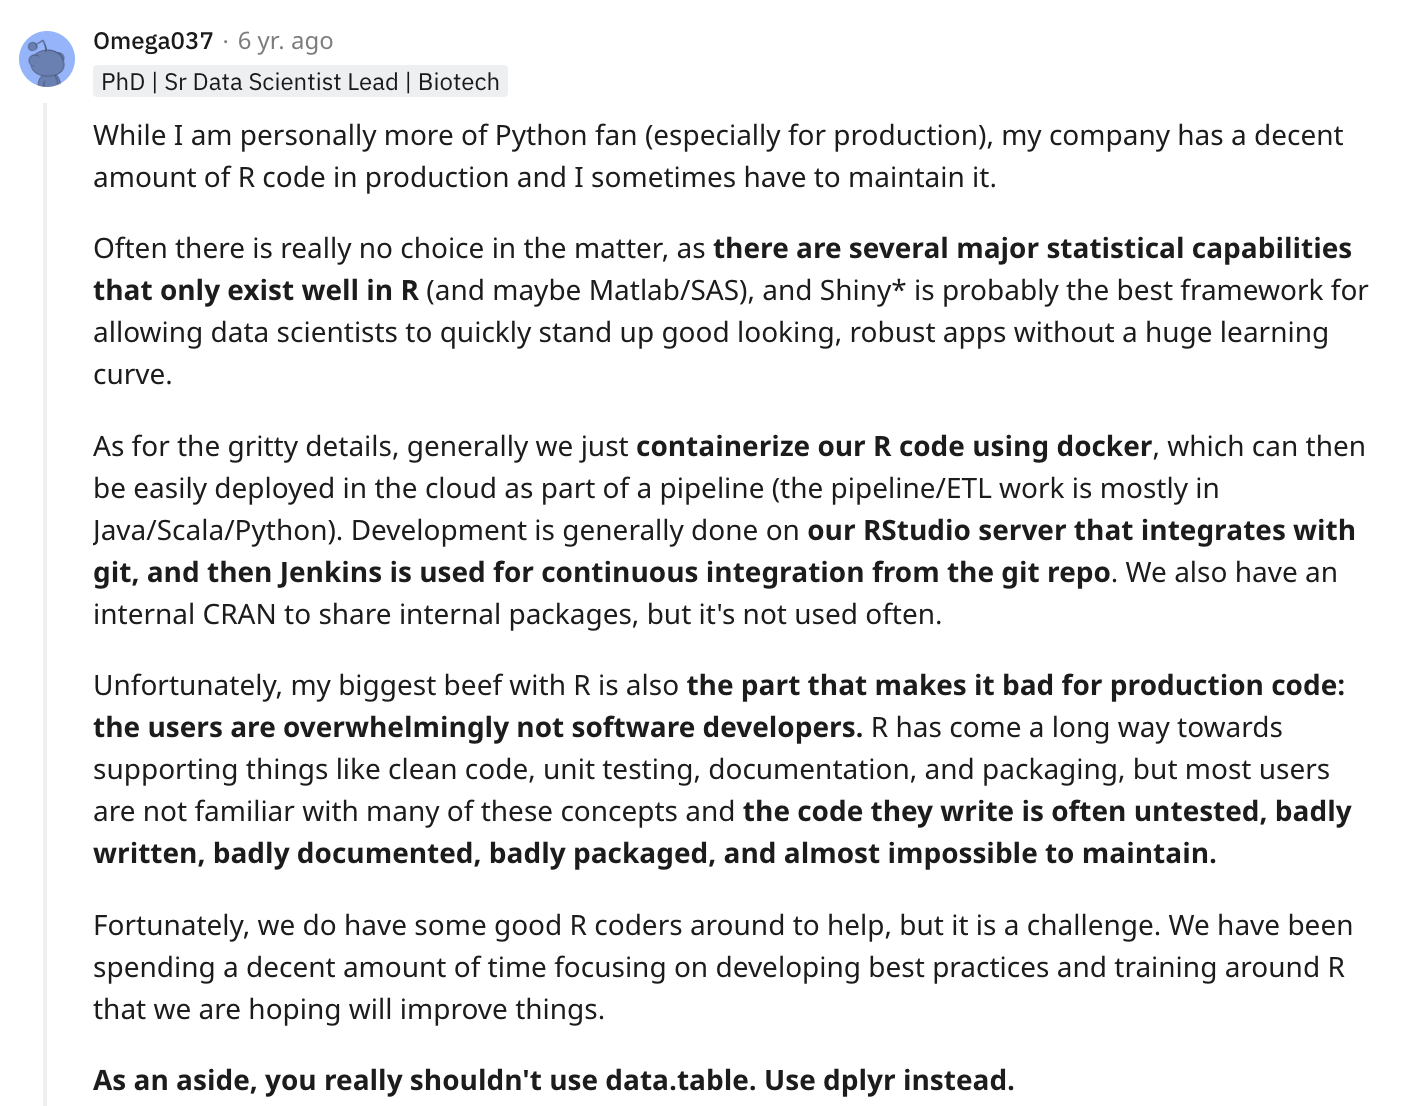 Omega037 · 6 yr. ago
PhD | Sr Data Scientist Lead | Biotech
While I am personally more of Python fan (especially for production), my company has a decent
amount of R code in production and I sometimes have to maintain it.
Often there is really no choice in the matter, as there are several major statistical capabilities
that only exist well in R (and maybe Matlab/SAS), and Shiny* is probably the best framework for
allowing data scientists to quickly stand up good looking, robust apps without a huge learning
curve.
As for the gritty details, generally we just containerize our R code using docker, which can then
be easily deployed in the cloud as part of a pipeline (the pipeline/ETL work is mostly in
Java/Scala/Python). Development is generally done on our RStudio server that integrates with
git, and then Jenkins is used for continuous integration from the git repo. We also have an
internal CRAN to share internal packages, but it's not used often.
Unfortunately, my biggest beef with R is also the part that makes it bad for production code:
the users are overwhelmingly not software developers. R has come a long way towards
supporting things like clean code, unit testing, documentation, and packaging, but most users
are not familiar with many of these concepts and the code they write is often untested, badly
written, badly documented, badly packaged, and almost impossible to maintain.
Fortunately, we do have some good R coders around to help, but it is a challenge. We have been
spending a decent amount of time focusing on developing best practices and training around R
that we are hoping will improve things.
As an aside, you really shouldn't use data.table. Use dplyr instead.